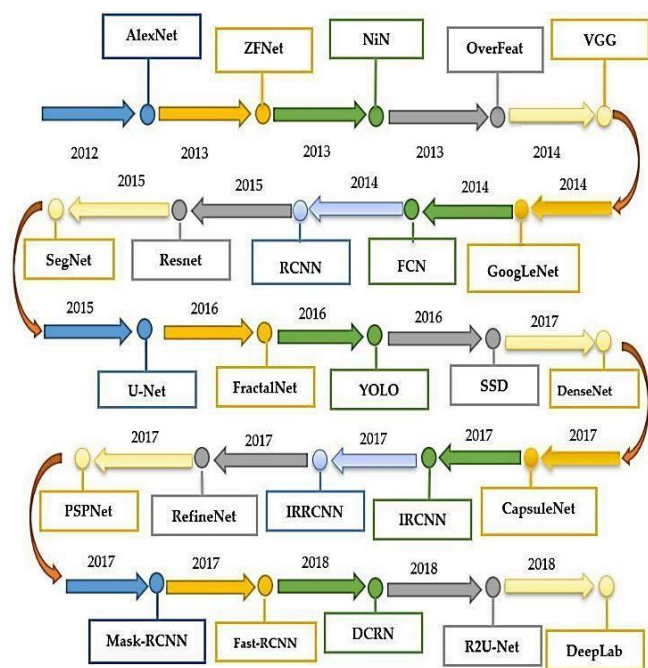 AlexNet
ZFNet
NiN
OverFeat
VGG
2012
2013
2013
2013
2014
2015
2015
2014
2014
2014
SegNet
Resnet
RCNN
FCN
GoogLeNet
2015
2016
2016
2016
2017
U-Net
FractalNet
YOLO
SSD
DenseNet
2017
2017
2017
2017
2017
PSPNet
RefineNet
IRRCNN
IRCNN
CapsuleNet
2017
2017
2018
2018
2018
Mask-RCNN
Fast-RCNN
DCRN
R2U-Net
DeepLab